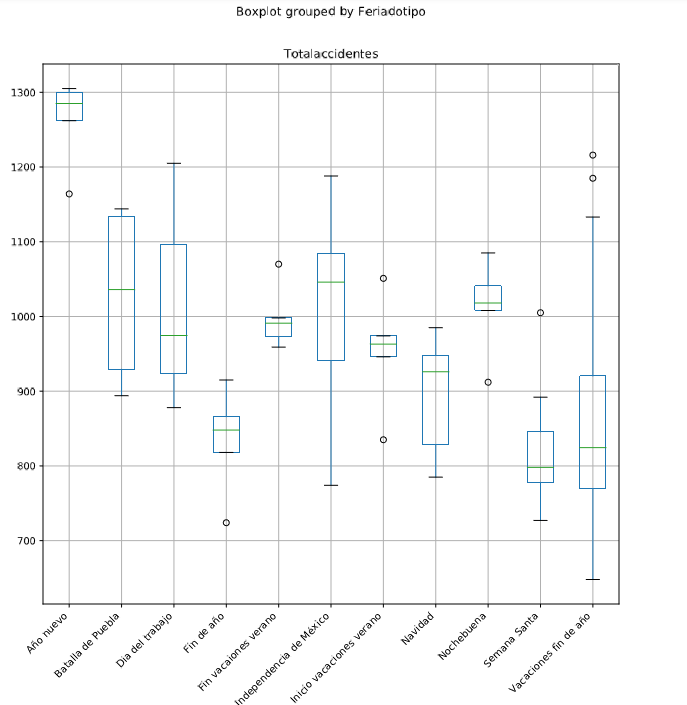 Boxplot grouped by Feriadotipo
Totalaccidentes
1300
1200
1100
1000
900
800
700
Año nuevo
Batalla de Puebla
Dia del trabajo
Fin de año
Fin vacaiones verano
Independencia de México
Inicio vacaciones verano
Navidad
Nochebuena
Semana Santa
Vacaciones fin de año